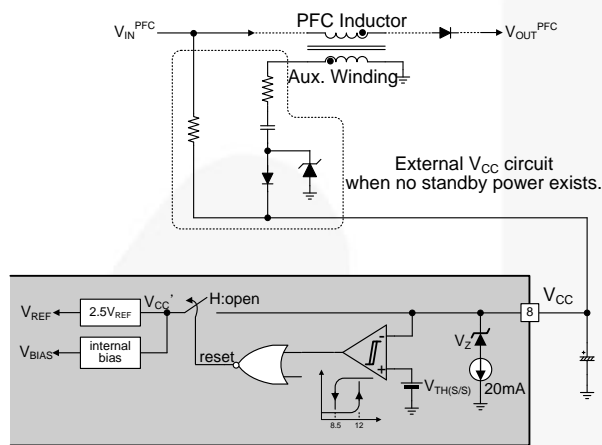 PFC Inductor
V_IN^PFC
V_OUT^PFC
Aux. Winding
External V_CC circuit
when no standby power exists.
H:open
V_CC
V_REF
2.5V_REF
V_CC'
8
V_Z
V_BIAS
internal
bias
reset
V_TH(S/S)
20mA
8.5 12
+
-
+